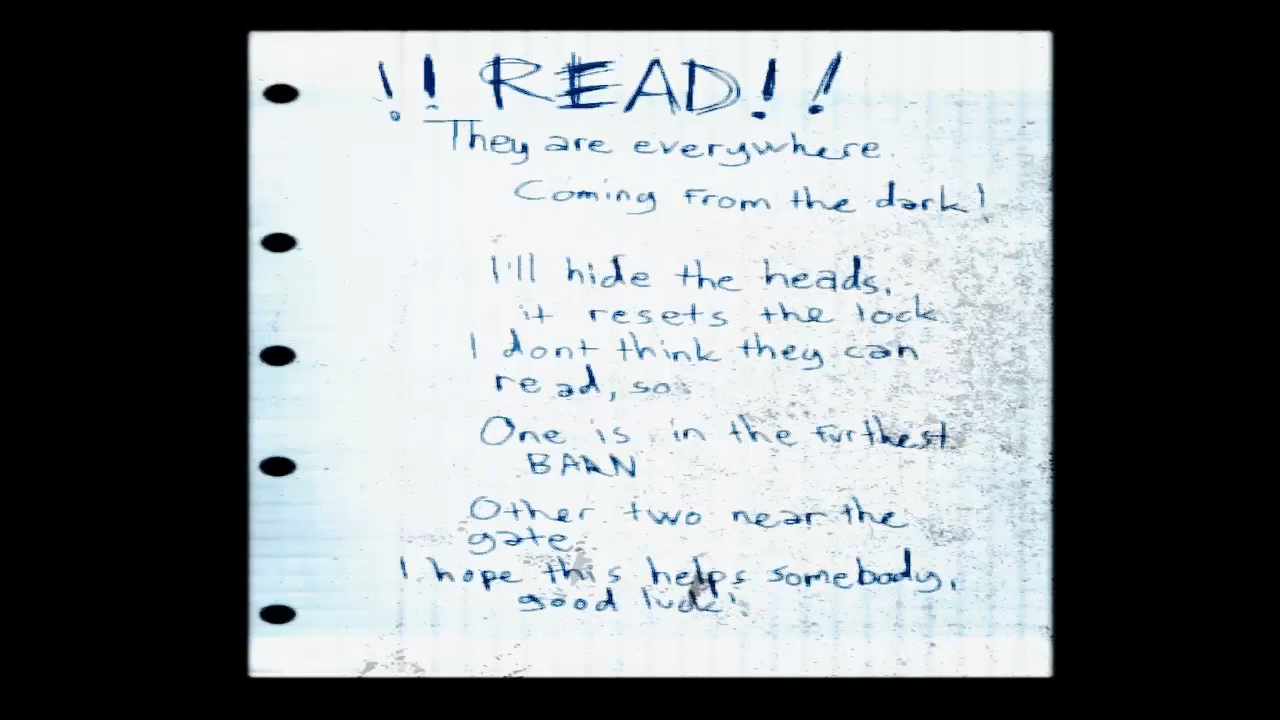 !! READ!!
They are everywhere.
Coming From the dark!
I'll hide the heads,
it resets the lock
I dont think they can
read, so
One is in the furthest
BARN
Other two near the
gate.
I hope this helps somebody,
good luck!